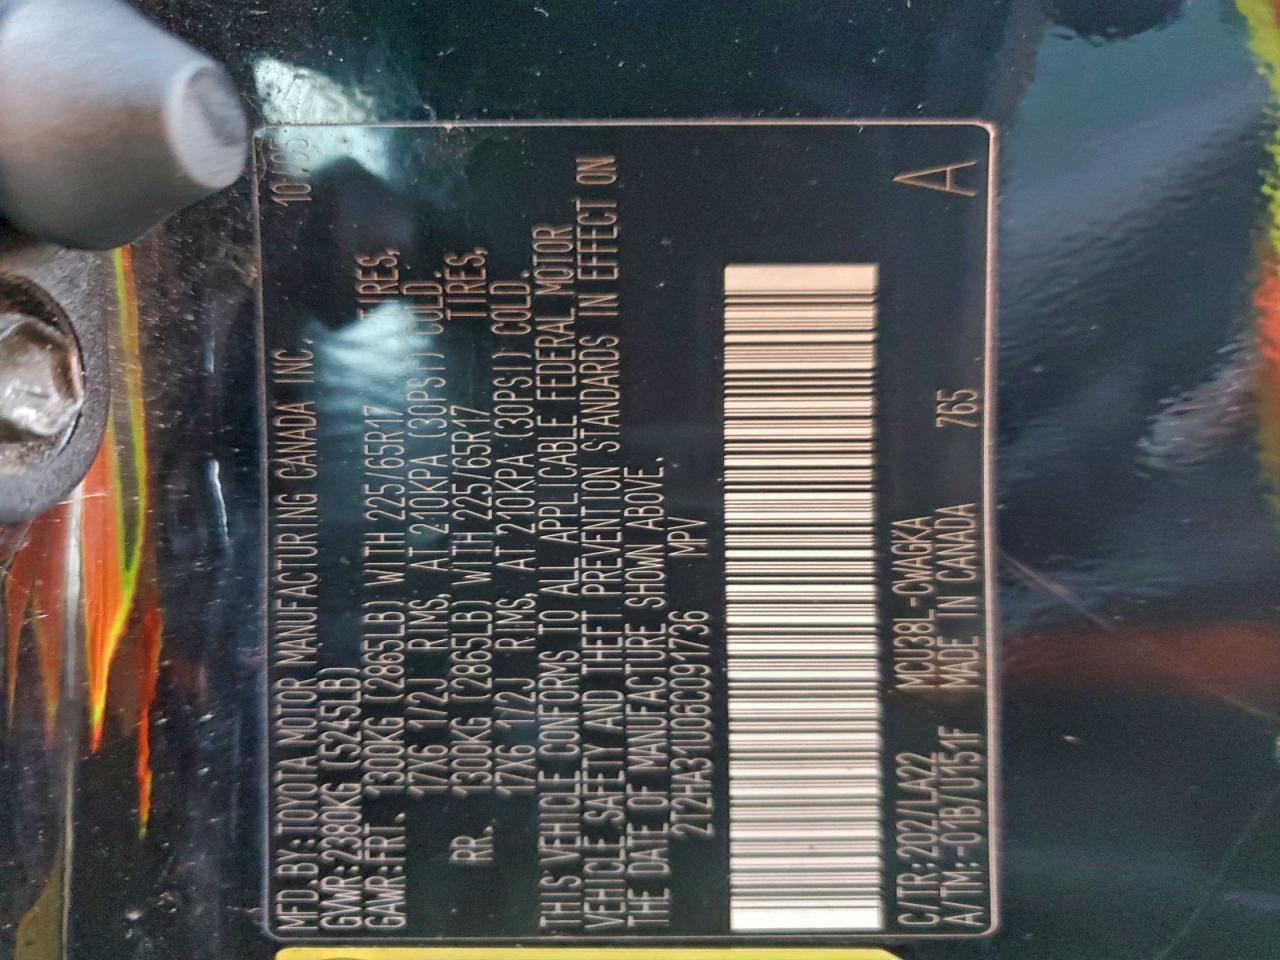 MFD.BY:TOYOTA MOTOR MANUFACTURING CANADA INC. 10/05
GVWR:2380KG (5245LB)
GAWR:FRT. 1300KG (2865LB) WITH 225/65R17 TIRES,
17X6 1/2J RIMS, AT 210KPA (30PSI) COLD.
RR. 1300KG (2865LB) WITH 225/65R17 TIRES,
17X6 1/2J RIMS, AT 210KPA (30PSI) COLD.
THIS VEHICLE CONFORMS TO ALL APPLICABLE FEDERAL MOTOR
VEHICLE SAFETY AND THEFT PREVENTION STANDARDS IN EFFECT ON
THE DATE OF MANUFACTURE SHOWN ABOVE.
2T2HA31U06C091736 MPV
C/TR:202/LA22 MCU38L-CWAGKA
A/TM:-01B/U151F MADE IN CANADA 765 A